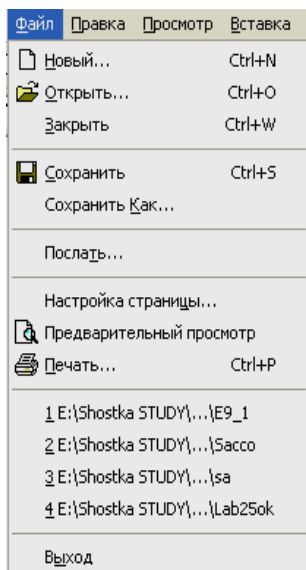 Файл Правка Просмотр Вставка
Новый... Ctrl+N
Открыть... Ctrl+O
Закрыть Ctrl+W
Сохранить Ctrl+S
Сохранить Как...
Послать...
Настройка страницы...
Предварительный просмотр
Печать... Ctrl+P
1 E:\Shostka STUDY\...\E9_1
2 E:\Shostka STUDY\...\Sacco
3 E:\Shostka STUDY\...\sa
4 E:\Shostka STUDY\...\Lab25ok
Выход